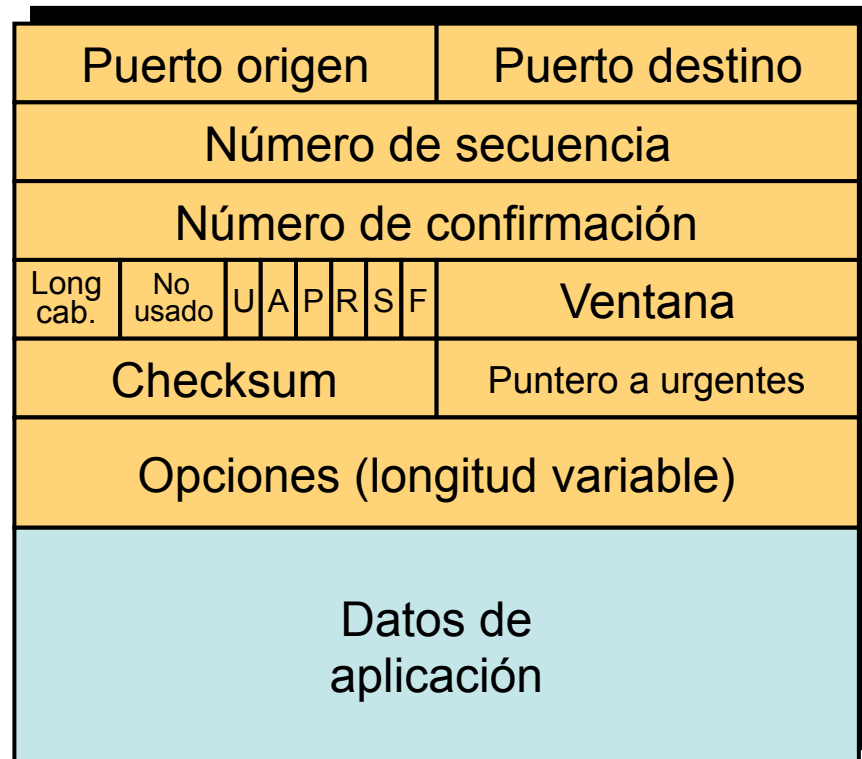 Puerto origen Puerto destino
Número de secuencia
Número de confirmación
Long cab. No usado U A P R S F Ventana
Checksum Puntero a urgentes
Opciones (longitud variable)
Datos de
aplicación